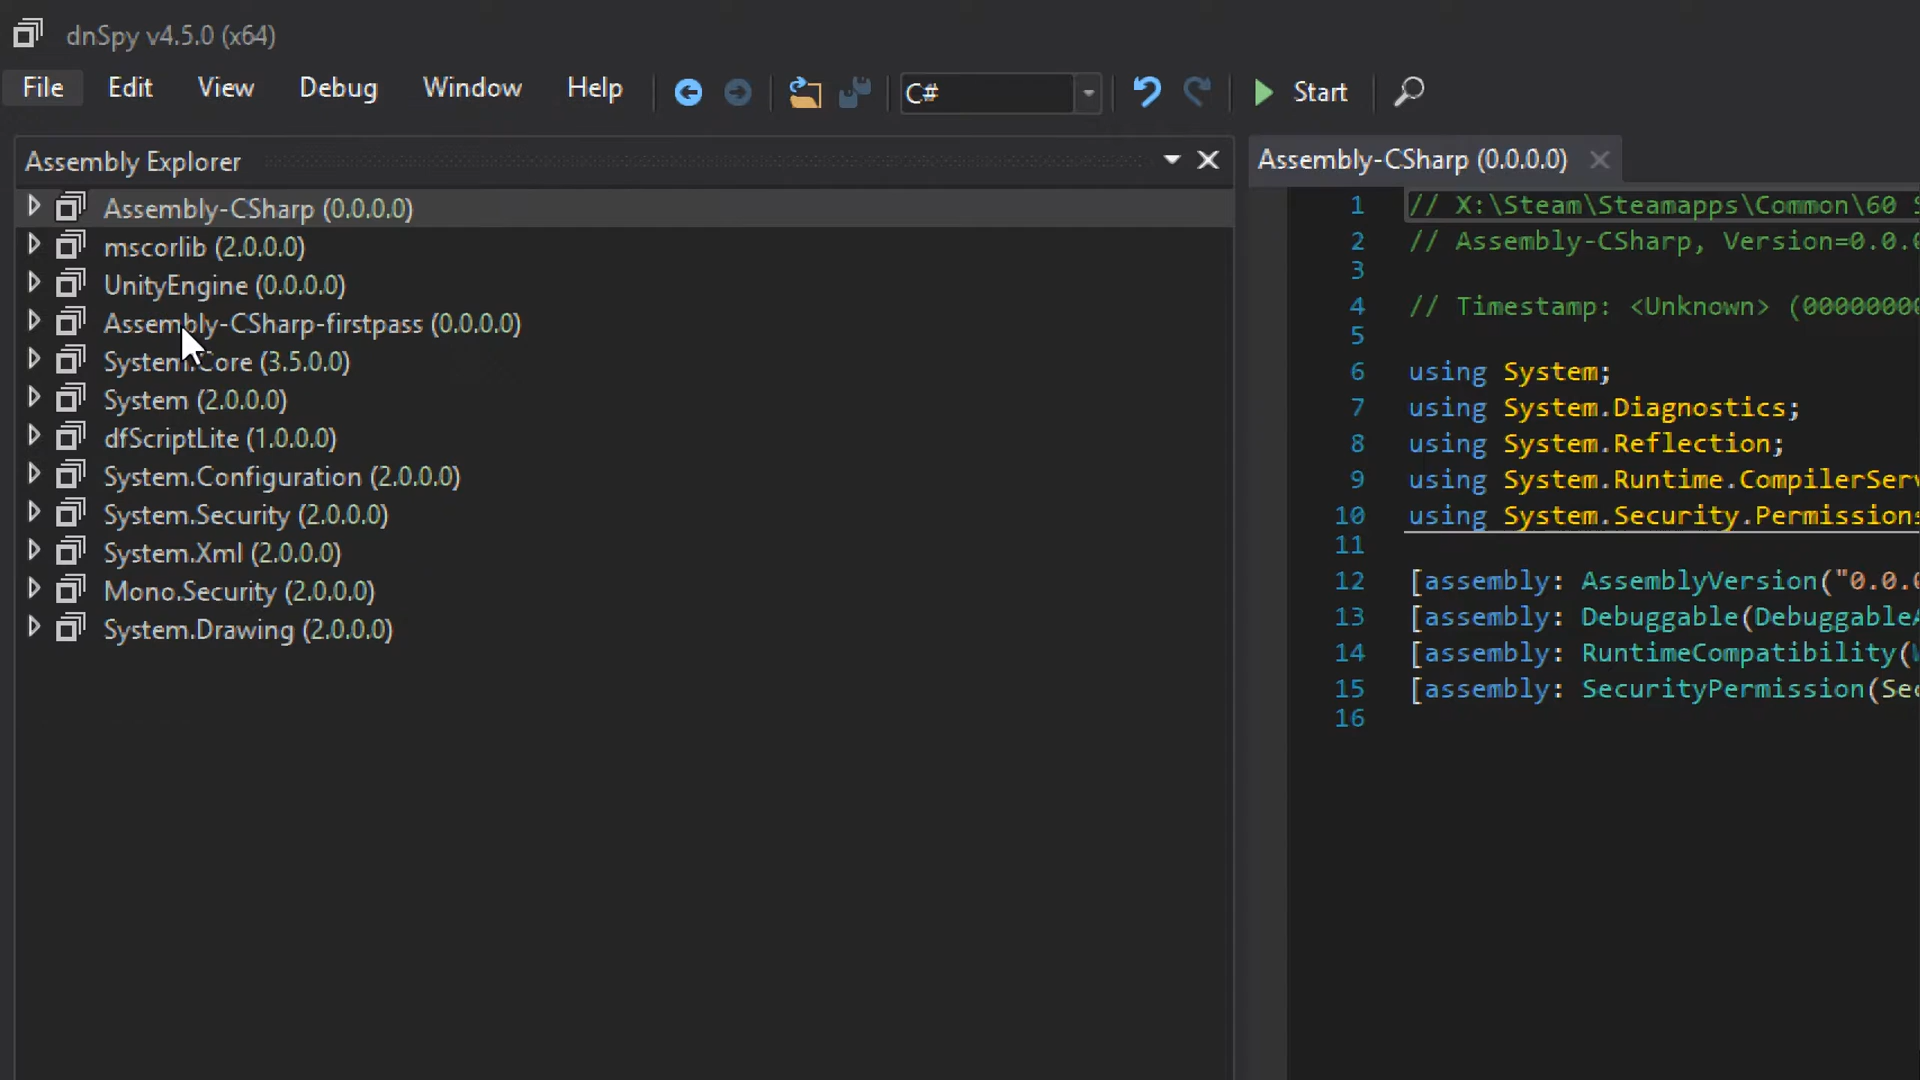 dnSpy v4.5.0 (x64)
File Edit View Debug Window Help C# Start
Assembly Explorer
Assembly-CSharp (0.0.0.0)
mscorlib (2.0.0.0)
UnityEngine (0.0.0.0)
Assembly-CSharp-firstpass (0.0.0.0)
System.Core (3.5.0.0)
System (2.0.0.0)
dfScriptLite (1.0.0.0)
System.Configuration (2.0.0.0)
System.Security (2.0.0.0)
System.Xml (2.0.0.0)
Mono.Security (2.0.0.0)
System.Drawing (2.0.0.0)
Assembly-CSharp (0.0.0.0)
1 // X:\Steam\Steamapps\Common\60 S
2 // Assembly-CSharp, Version=0.0.0
3
4 // Timestamp: <Unknown> (00000000
5
6 using System;
7 using System.Diagnostics;
8 using System.Reflection;
9 using System.Runtime.CompilerServ
10 using System.Security.Permissions
11
12 [assembly: AssemblyVersion("0.0.0
13 [assembly: Debuggable(DebuggableA
14 [assembly: RuntimeCompatibility(W
15 [assembly: SecurityPermission(Sec
16